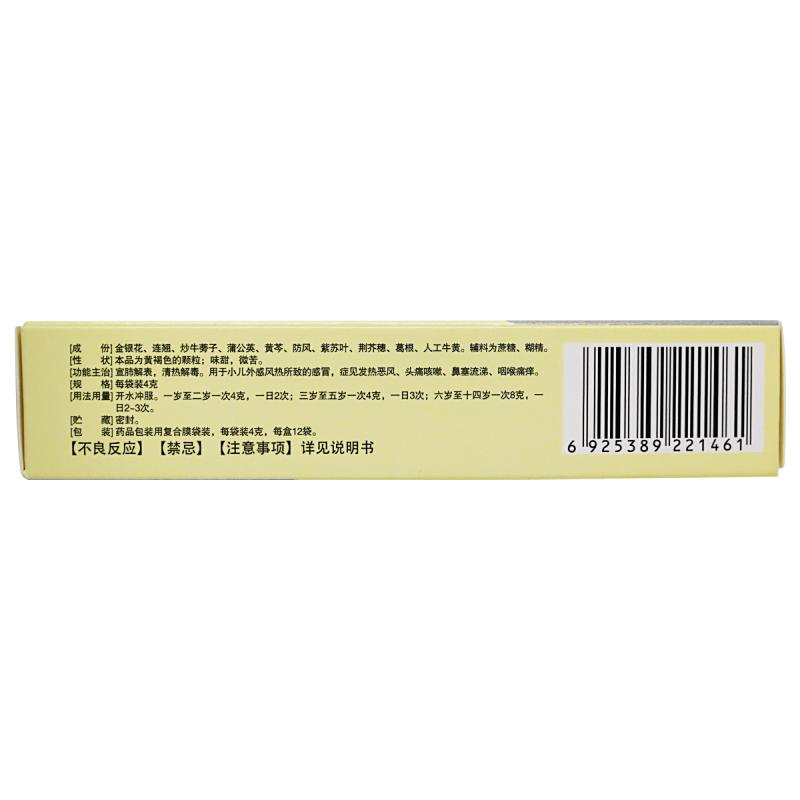 [成 份]金银花、连翘、炒牛蒡子、蒲公英、黄芩、防风、紫苏叶、荆芥穗、葛根、人工牛黄。辅料为蔗糖、糊精。
[性 状]本品为黄褐色的颗粒；味甜，微苦。
[功能主治]宣肺解表，清热解毒。用于小儿外感风热所致的感冒，症见发热恶风、头痛咳嗽、鼻塞流涕、咽喉痛痒。
[规 格]每袋装4克
[用法用量]开水冲服。一岁至二岁一次4克，一日2次；三岁至五岁一次4克，一日3次；六岁至十四岁一次8克，一
日2~3次。
[贮 藏]密封。
[包 装]药品包装用复合膜袋装，每袋装4克，每盒12袋。
【不良反应】【禁忌】【注意事项】详见说明书
6 925389 221461